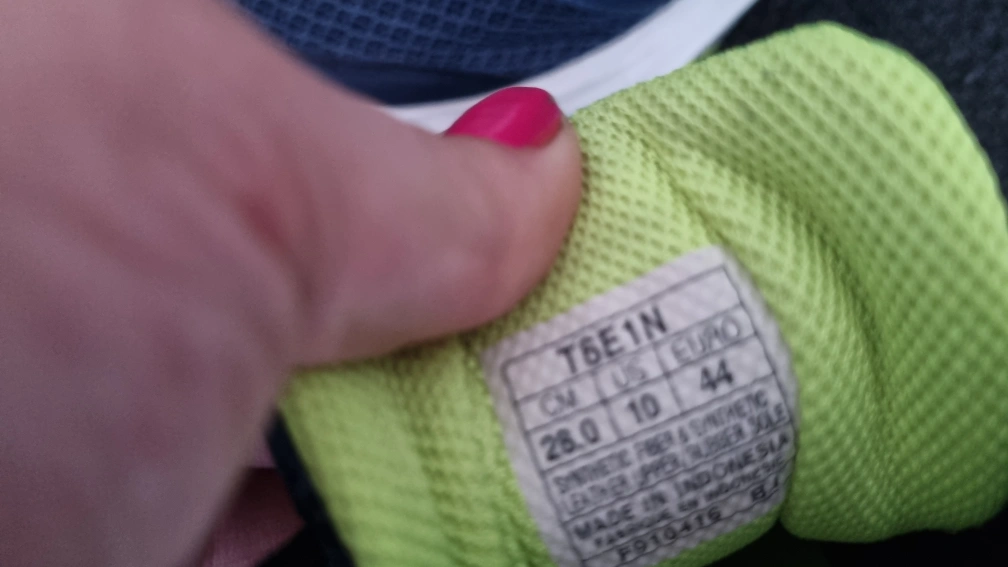 T6E1N
CM US EURO
28.0 10 44
SYNTHETIC FIBER & SYNTHETIC
LEATHER UPPER, RUBBER SOLE
MADE IN INDONESIA